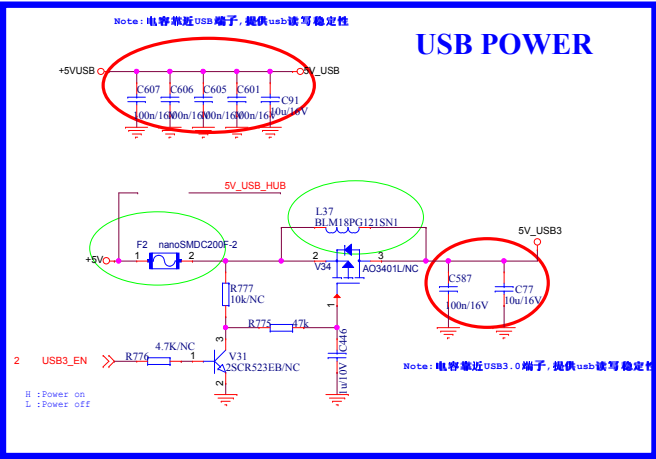 Note:电容靠近USB端子,提供usb读写稳定性
USB POWER
+5VUSB
5V_USB
C607
C606
C605
C601
C91
100n/16V
100n/16V
100n/16V
100n/16V
10u/16V
5V_USB_HUB
L37
BLM18PG121SN1
5V_USB3
F2 nanoSMDC200F-2
+5V
1
2
2
3
V34
AO3401L/NC
R777
10k/NC
C587
100n/16V
C77
10u/16V
1
R775
47k
3
4.7K/NC
C446
1u/10V
2 USB3_EN
R776
1
V31
2SCR523EB/NC
2
Note:电容靠近USB3.0端子,提供usb读写稳定性
H :Power on
L :Power off